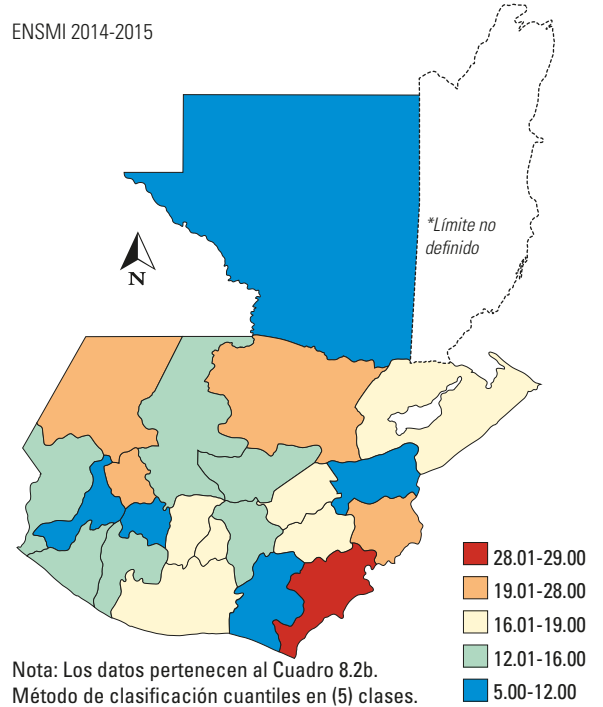 ENSMI 2014-2015
*Límite no
definido
N
28.01-29.00
19.01-28.00
16.01-19.00
12.01-16.00
5.00-12.00
Nota: Los datos pertenecen al Cuadro 8.2b.
Método de clasificación cuantiles en (5) clases.